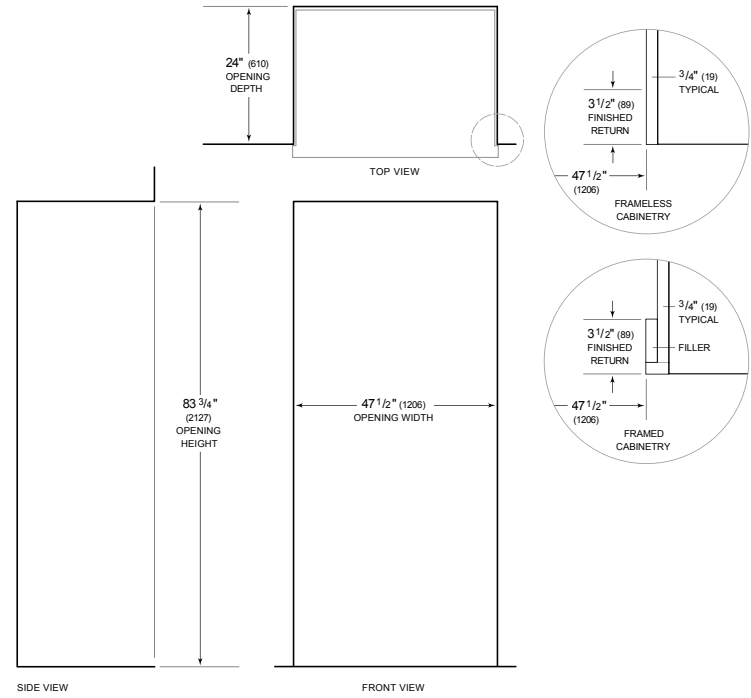 24" (610)
OPENING
DEPTH
TOP VIEW
3/4" (19)
TYPICAL
3 1/2" (89)
FINISHED
RETURN
47 1/2"
(1206)
FRAMELESS
CABINETRY
3/4" (19)
TYPICAL
3 1/2" (89)
FINISHED
RETURN
FILLER
47 1/2"
(1206)
FRAMED
CABINETRY
83 3/4"
(2127)
OPENING
HEIGHT
47 1/2" (1206)
OPENING WIDTH
SIDE VIEW
FRONT VIEW